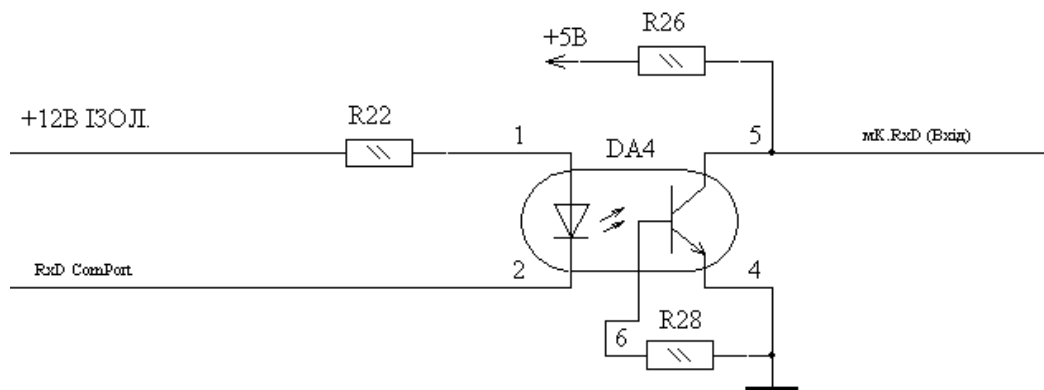 R26
+5В
+12В ІЗОЛ.
R22
1
DA4
5
мК.RxD (Вхід)
RxD ComPort
2
4
6
R28